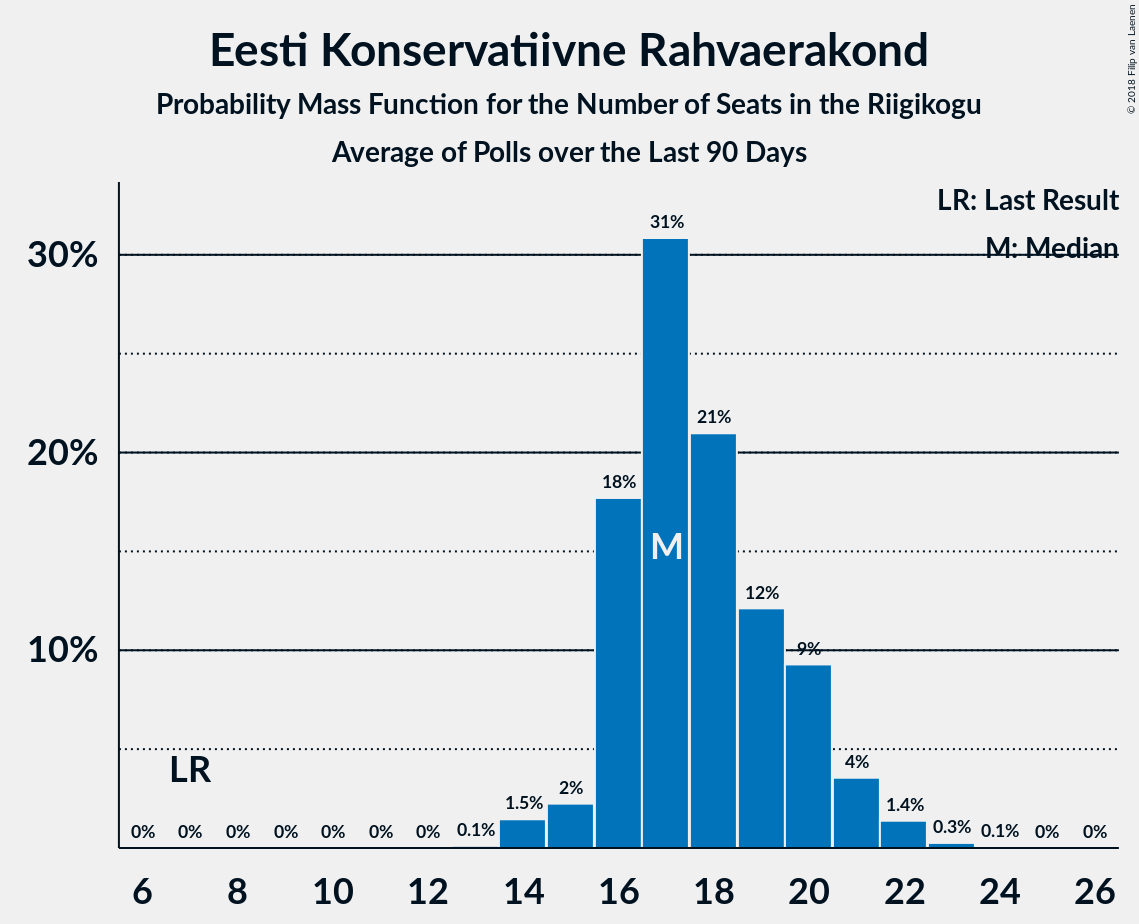 Eesti Konservatiivne Rahvaerakond
Probability Mass Function for the Number of Seats in the Riigikogu
Average of Polls over the Last 90 Days
© 2018 Filip van Laenen
LR: Last Result
M: Median
30%
20%
10%
31%
21%
18%
M
12%
9%
LR
4%
2%
1.5%
1.4%
0% 0% 0% 0% 0% 0% 0% 0.1% 0.3% 0.1% 0% 0%
6 8 10 12 14 16 18 20 22 24 26